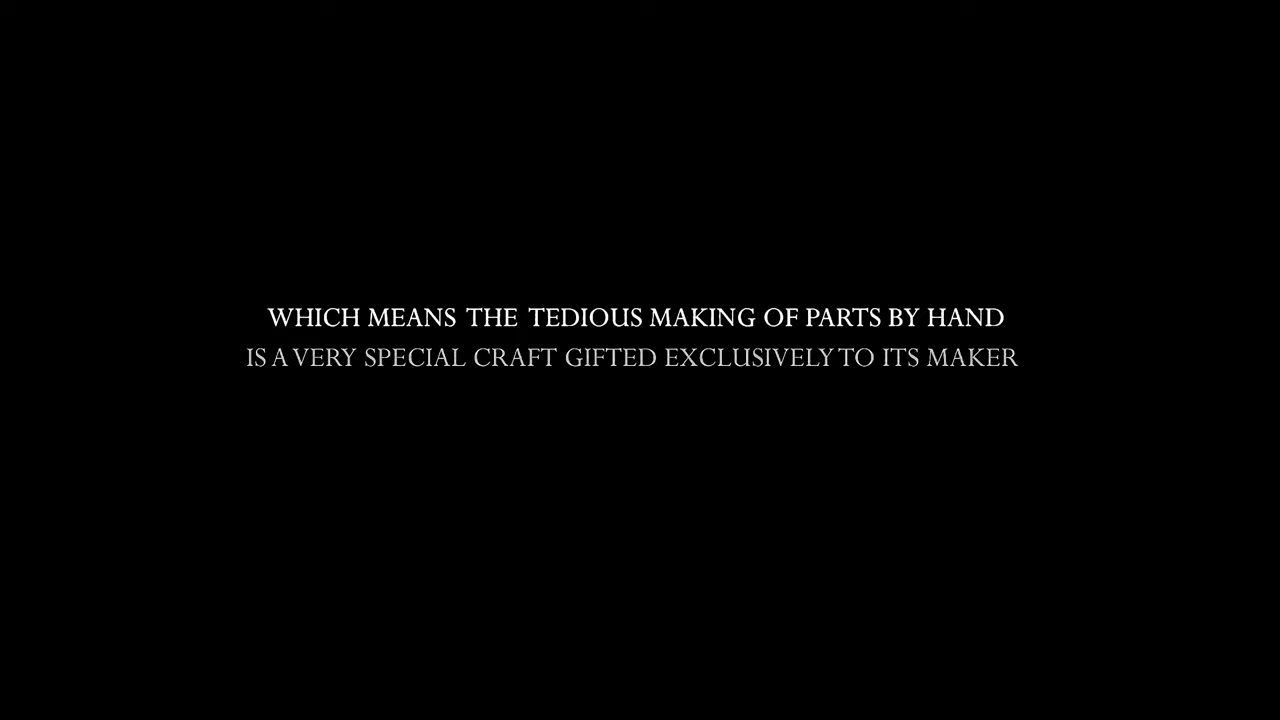 WHICH MEANS THE TEDIOUS MAKING OF PARTS BY HAND
IS A VERY SPECIAL CRAFT GIFTED EXCLUSIVELY TO ITS MAKER